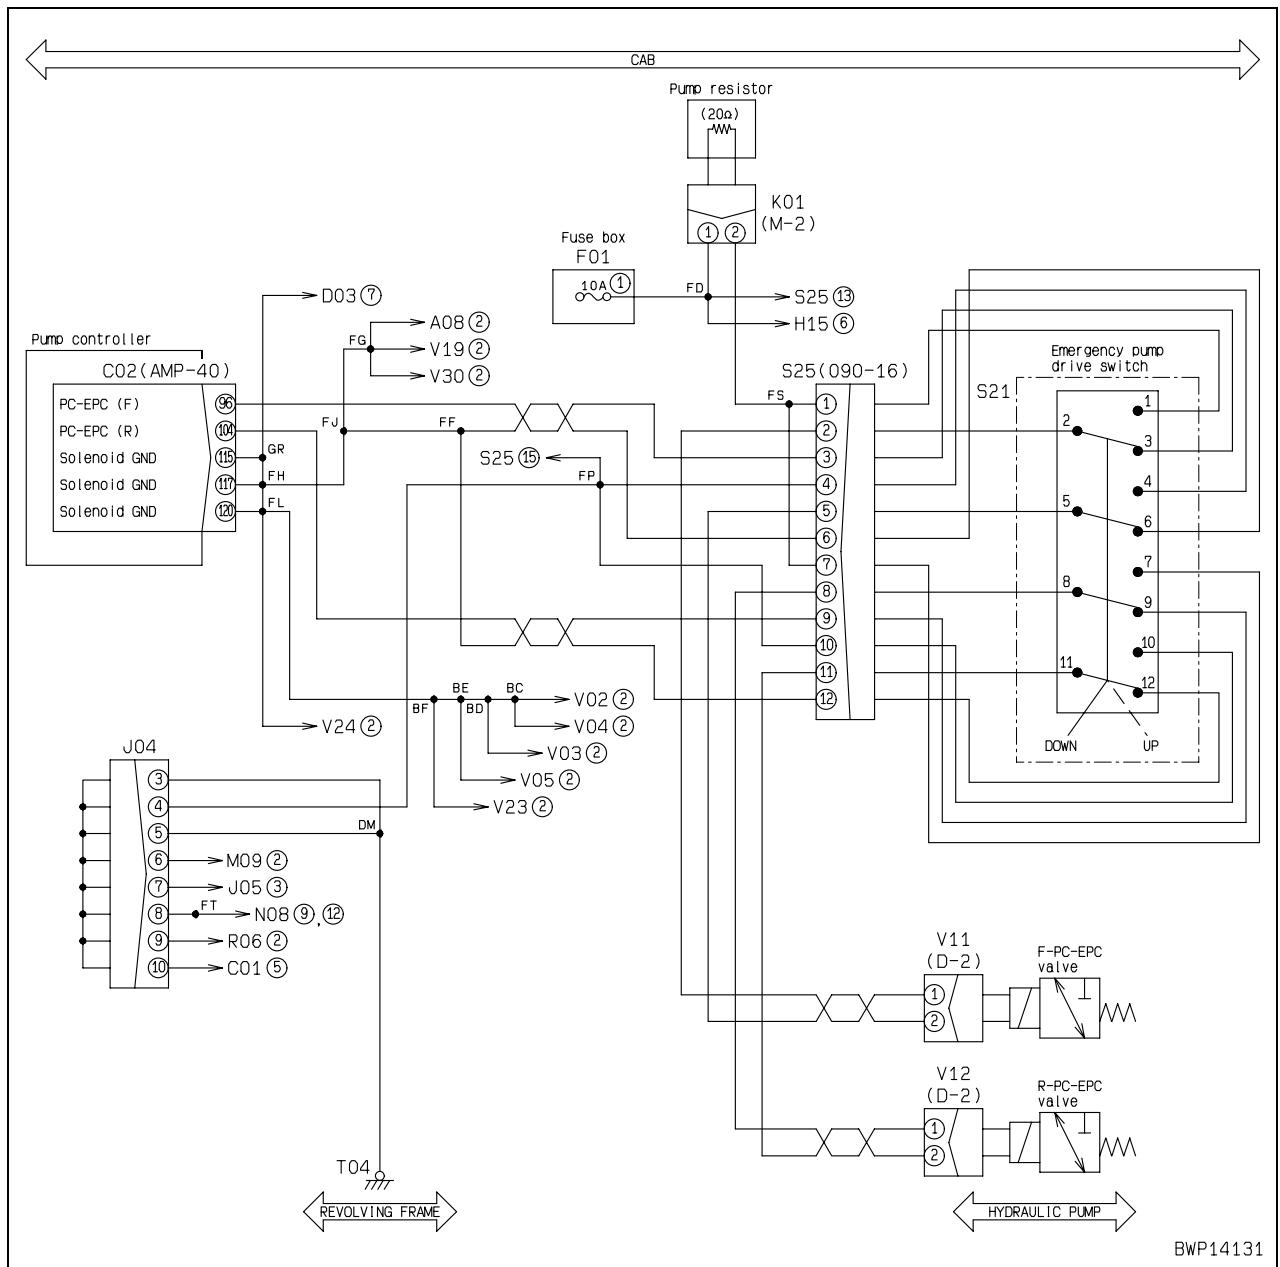 CAB
Pump resistor
(20Ω)
K01
(M-2)
① ②
Fuse box
F01
10A ①
FD
S25 ⑬
H15 ⑥
D03 ⑦
A08 ②
FG
V19 ②
V30 ②
Pump controller
C02(AMP-40)
PC-EPC (F) 96
PC-EPC (R) 104
Solenoid GND 115
Solenoid GND 117
Solenoid GND 120
GR
FH
FL
FJ
FF
S25 ⑮
FP
FS
S25(090-16)
①
②
③
④
⑤
⑥
⑦
⑧
⑨
⑩
⑪
⑫
Emergency pump
drive switch
S21
1
2
3
4
5
6
7
8
9
10
11
12
DOWN
UP
BF
BE
BD
BC
V02 ②
V04 ②
V03 ②
V05 ②
V23 ②
V24 ②
J04
③
④
⑤
DM
⑥ M09 ②
⑦ J05 ③
⑧ FT N08 ⑨,⑫
⑨ R06 ②
⑩ C01 ⑤
V11
(D-2)
①
②
F-PC-EPC
valve
V12
(D-2)
①
②
R-PC-EPC
valve
T04
REVOLVING FRAME
HYDRAULIC PUMP
BWP14131